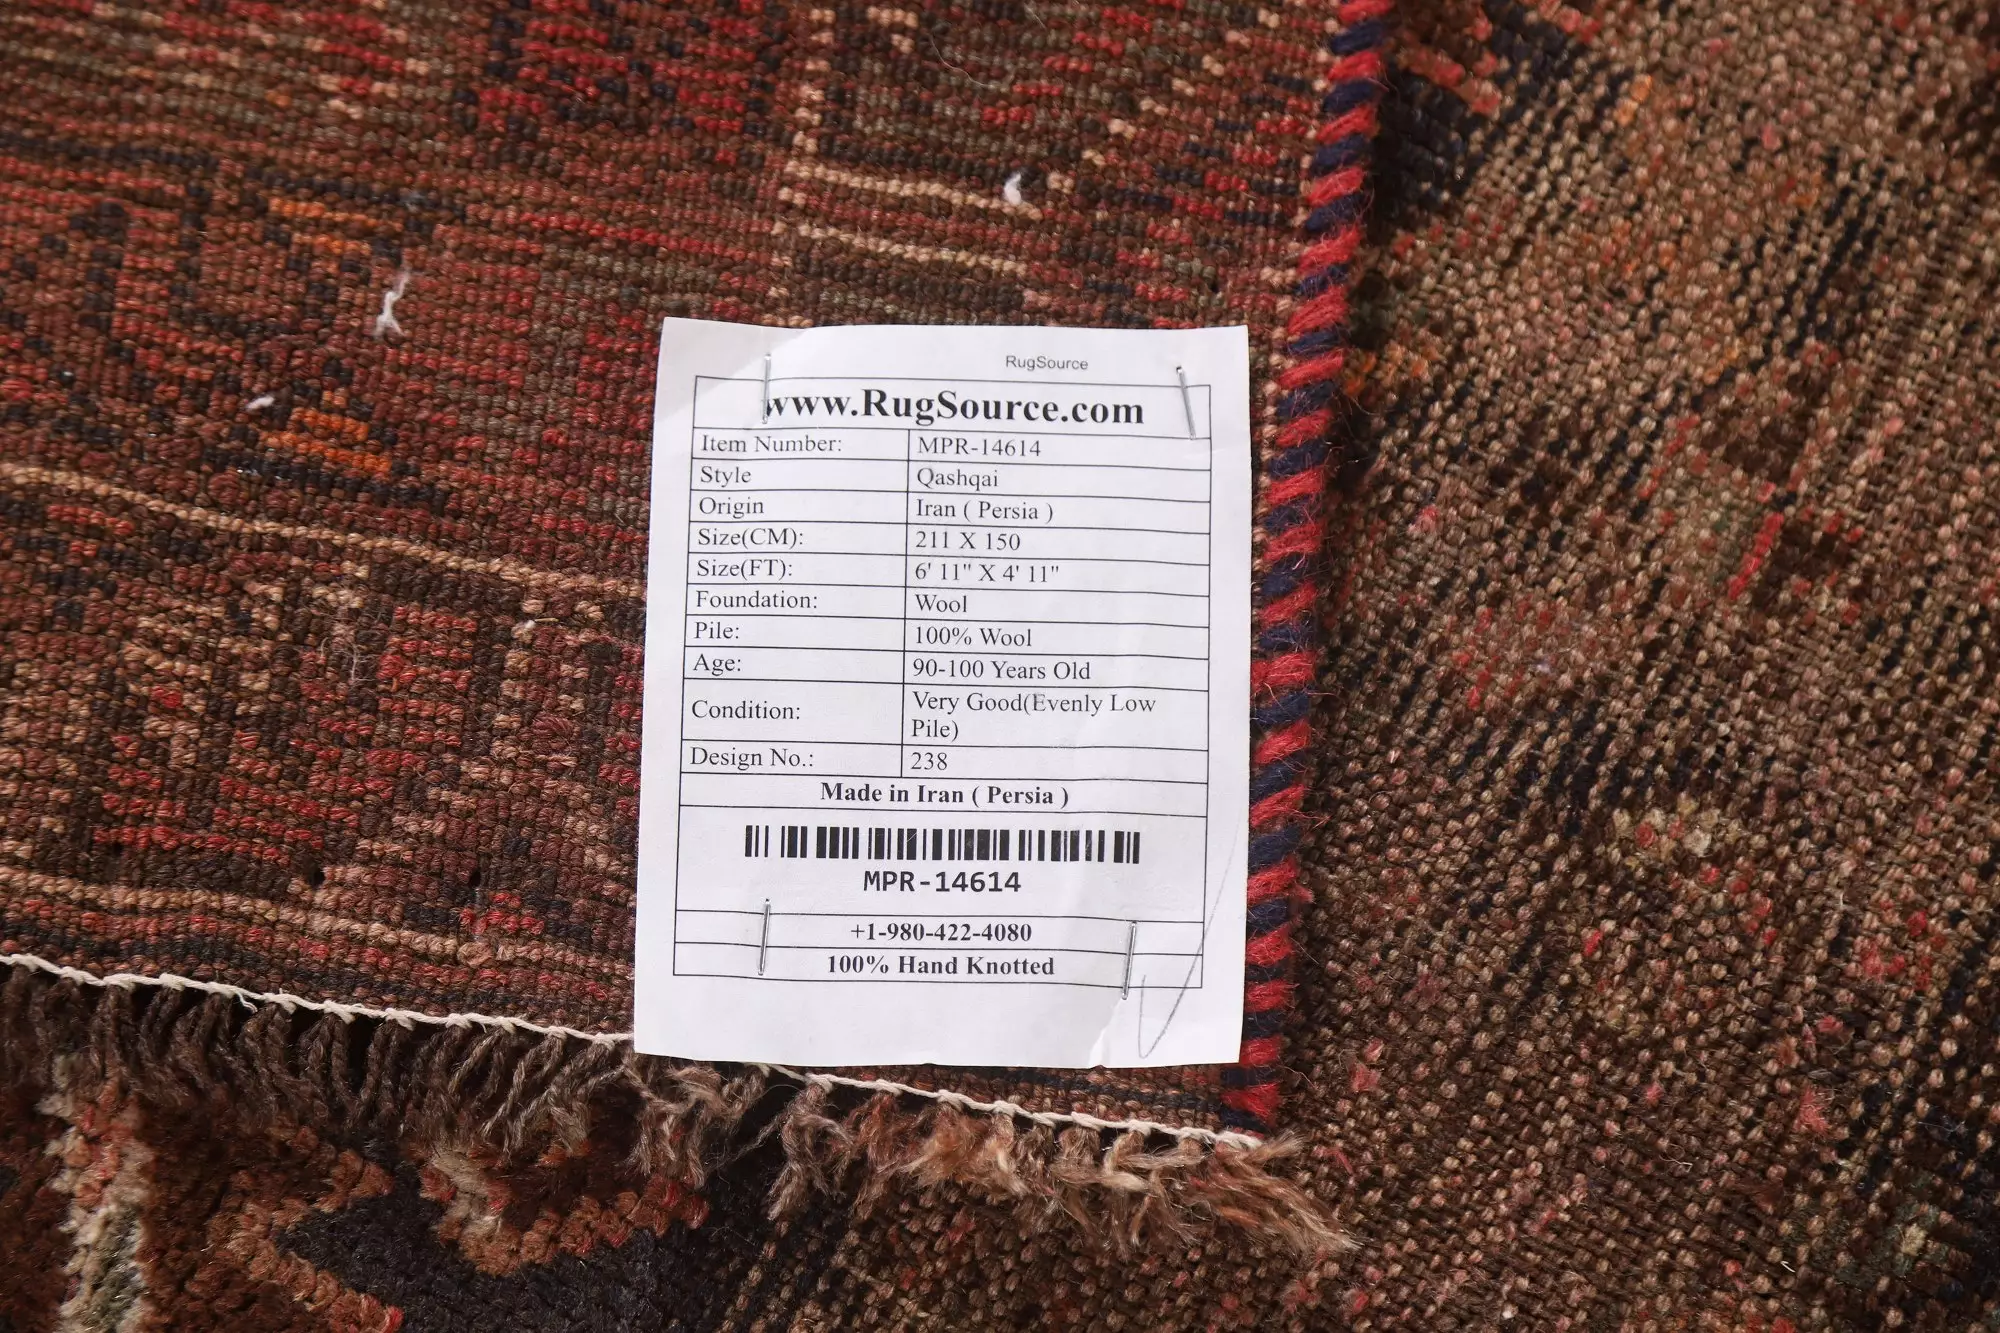 RugSource
www.RugSource.com
Item Number: MPR-14614
Style Qashqai
Origin Iran ( Persia )
Size(CM): 211 X 150
Size(FT): 6' 11" X 4' 11"
Foundation: Wool
Pile: 100% Wool
Age: 90-100 Years Old
Condition: Very Good(Evenly Low
Pile)
Design No.: 238
Made in Iran ( Persia )
MPR-14614
+1-980-422-4080
100% Hand Knotted